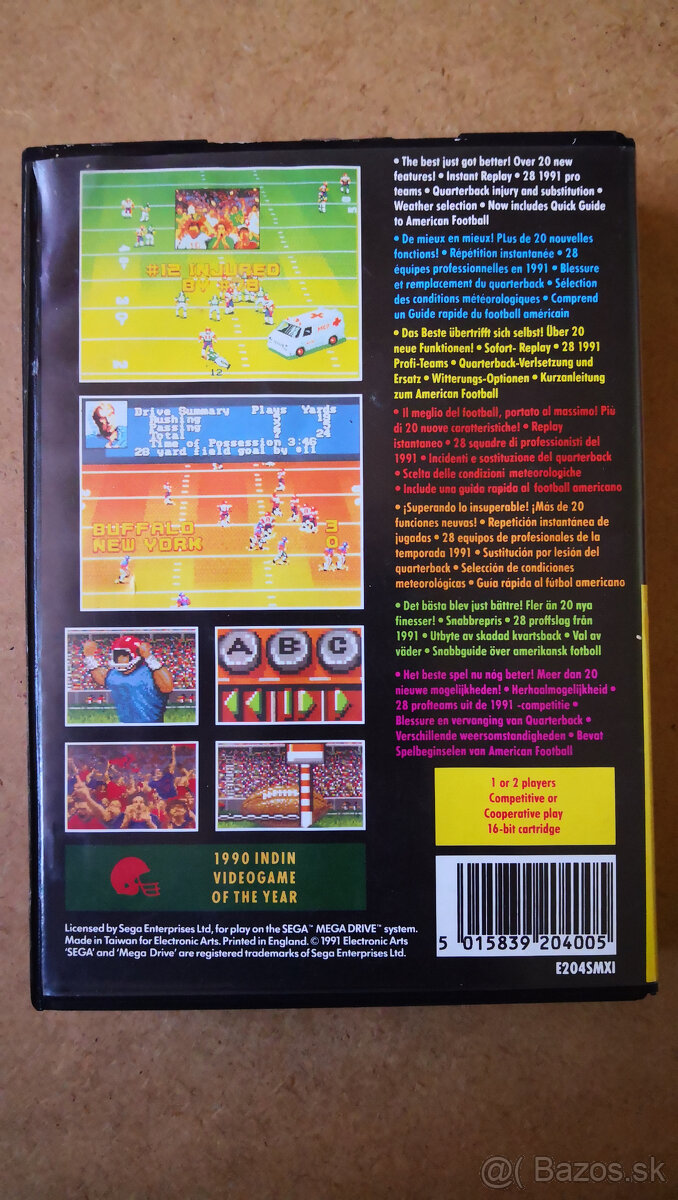 #12 INJURED
BY #78
12
Drive Summary Plays Yards
Rushing
Passing
Total 24
Time of Possession 3:46
28 yard field goal by #11
BUFFALO 3
NEW YORK 0
A B C
1990 INDIN
VIDEOGAME
OF THE YEAR
Licensed by Sega Enterprises Ltd, for play on the SEGA™ MEGA DRIVE™ system.
Made in Taiwan for Electronic Arts. Printed in England. © 1991 Electronic Arts
'SEGA' and 'Mega Drive' are registered trademarks of Sega Enterprises Ltd.
• The best just got better! Over 20 new
features! • Instant Replay • 28 1991 pro
teams • Quarterback injury and substitution •
Weather selection • Now includes Quick Guide
to American Football
• De mieux en mieux! Plus de 20 nouvelles
fonctions! • Répétition instantanée • 28
équipes professionnelles en 1991 • Blessure
et remplacement du quarterback • Sélection
des conditions météorologiques • Comprend
un Guide rapide du football américain
• Das Beste übertrifft sich selbst! Über 20
neue Funktionen! • Sofort- Replay • 28 1991
Profi-Teams • Quarterback-Verlsetzung und
Ersatz • Witterungs-Optionen • Kurzanleitung
zum American Football
• Il meglio del football, portato al massimo! Più
di 20 nuove caratteristiche! • Replay
istantaneo • 28 squadre di professionisti del
1991 • Incidenti e sostituzione del quarterback
• Scelta delle condizioni meteorologiche
• Include una guida rapida al football americano
• ¡Superando lo insuperable! ¡Más de 20
funciones neuvas! • Repetición instantánea de
jugadas • 28 equipos de profesionales de la
temporada 1991 • Sustitución por lesión del
quarterback • Selección de condiciones
meteorológicas • Guía rápida al fútbol americano
• Det bästa blev just bättre! Fler än 20 nya
finesser! • Snabbrepris • 28 proffslag från
1991 • Utbyte av skadad kvartsback • Val av
väder • Snabbguide över amerikansk fotboll
• Het beste spel nu nóg beter! Meer dan 20
nieuwe mogelijkheden! • Herhaalmogelijkheid •
28 profteams uit de 1991 -competitie •
Blessure en vervanging van Quarterback •
Verschillende weersomstandigheden • Bevat
Spelbeginselen van American Football
1 or 2 players
Competitive or
Cooperative play
16-bit cartridge
5 015839 204005
E204SMXI
@( Bazos.sk